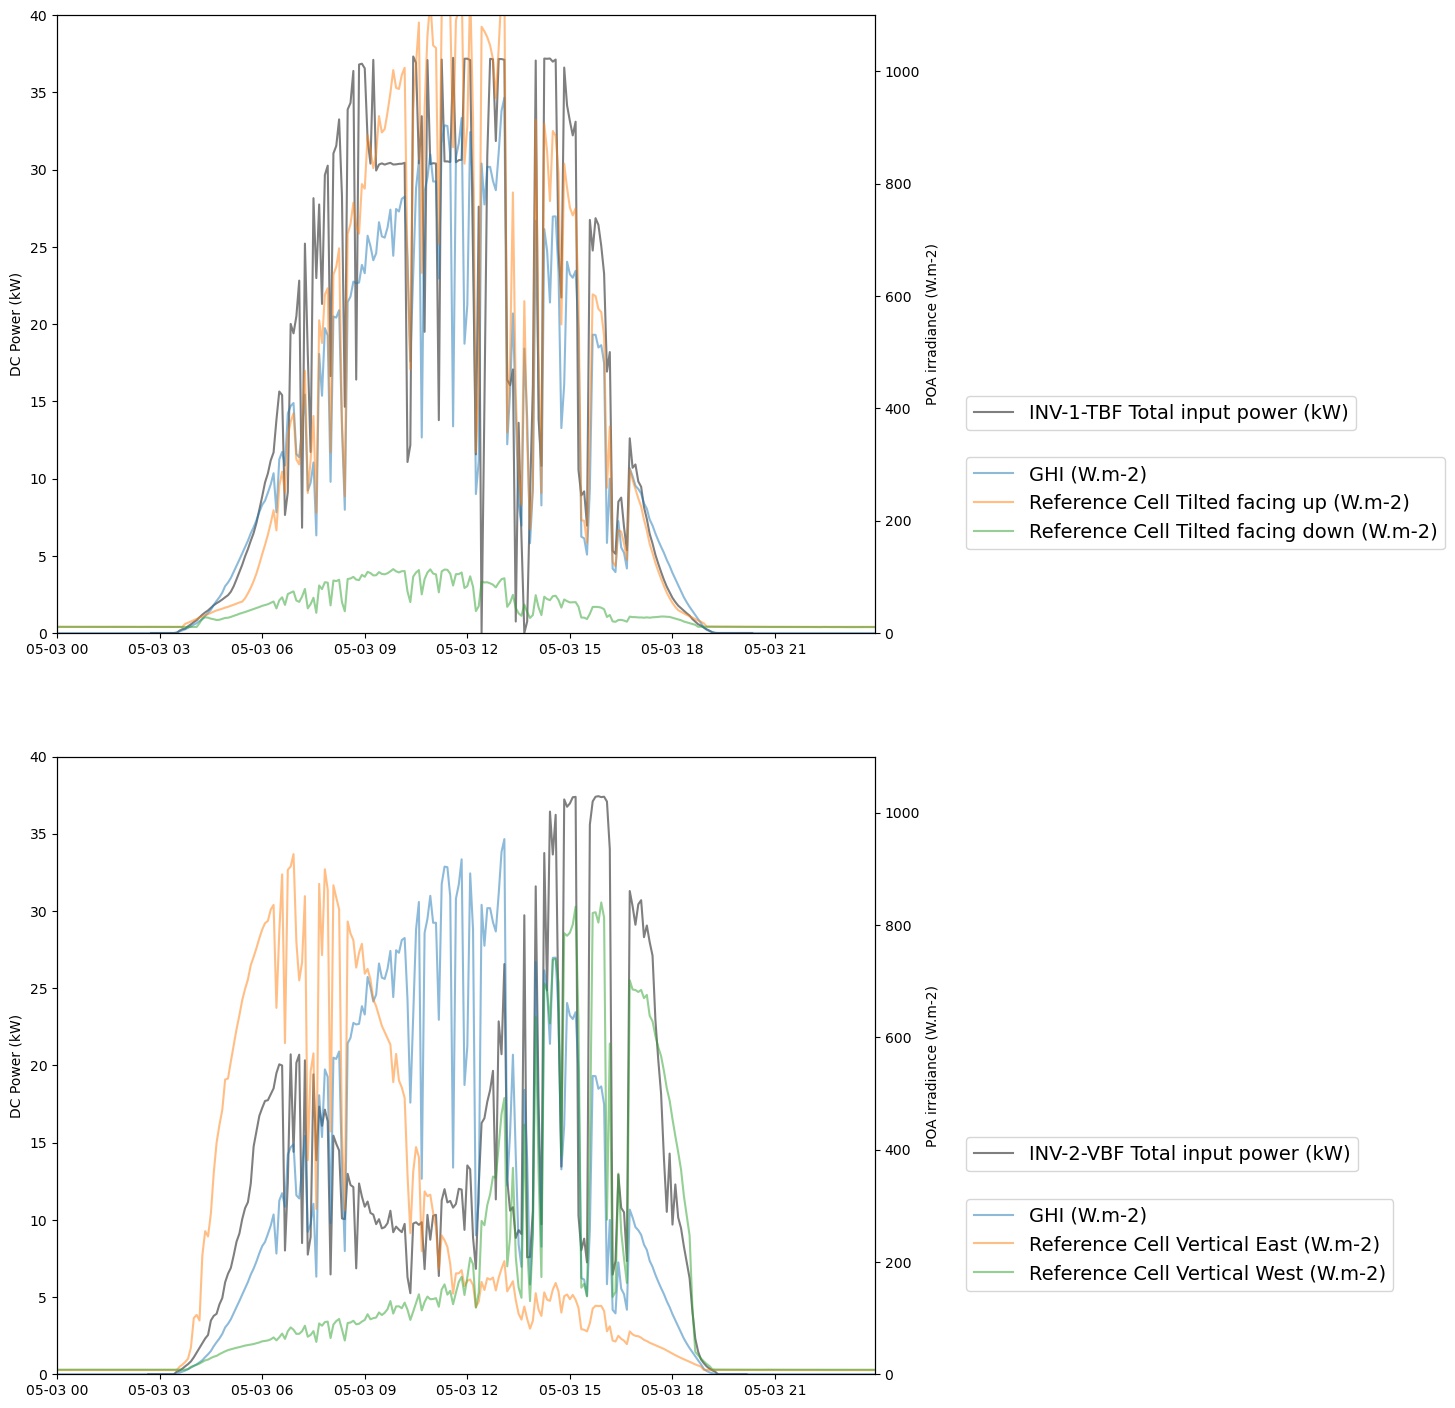 40
35
30
25
20
15
10
5
0
DC Power (kW)
1000
800
600
400
200
0
POA irradiance (W.m-2)
05-03 00 05-03 03 05-03 06 05-03 09 05-03 12 05-03 15 05-03 18 05-03 21
INV-1-TBF Total input power (kW)
GHI (W.m-2)
Reference Cell Tilted facing up (W.m-2)
Reference Cell Tilted facing down (W.m-2)
40
35
30
25
20
15
10
5
0
DC Power (kW)
1000
800
600
400
200
0
POA irradiance (W.m-2)
05-03 00 05-03 03 05-03 06 05-03 09 05-03 12 05-03 15 05-03 18 05-03 21
INV-2-VBF Total input power (kW)
GHI (W.m-2)
Reference Cell Vertical East (W.m-2)
Reference Cell Vertical West (W.m-2)